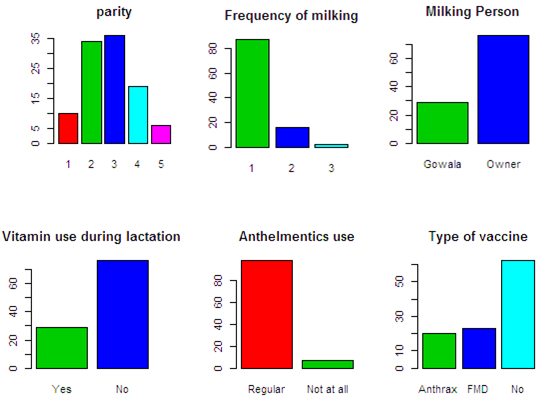 parity
Frequency of milking
Milking Person
35
25
15
5
0
1 2 3 4 5
80
60
40
20
0
1 2 3
60
40
20
0
Gowala Owner
Vitamin use during lactation
Anthelmentics use
Type of vaccine
60
40
20
0
Yes No
80
60
40
20
0
Regular Not at all
50
30
10
0
Anthrax FMD No